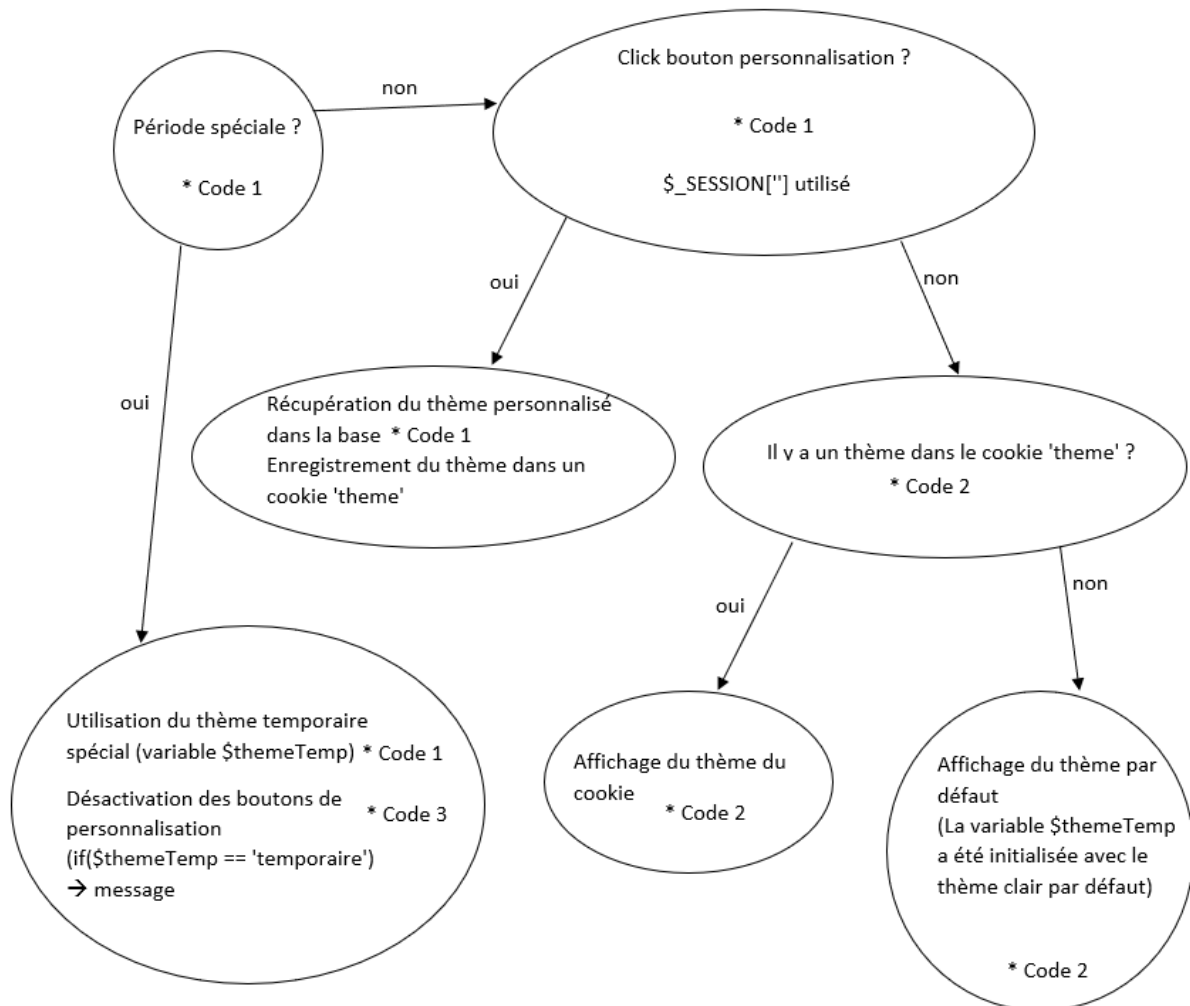 Click bouton personnalisation ?
non
Période spéciale ?
* Code 1
* Code 1
$_SESSION[''] utilisé
oui
non
oui
Récupération du thème personnalisé
dans la base * Code 1
Enregistrement du thème dans un
cookie 'theme'
Il y a un thème dans le cookie 'theme' ?
* Code 2
oui
non
Utilisation du thème temporaire
spécial (variable $themeTemp) * Code 1
Désactivation des boutons de
personnalisation * Code 3
(if($themeTemp == 'temporaire')
→ message
Affichage du thème du
cookie
* Code 2
Affichage du thème par
défaut
(La variable $themeTemp
a été initialisée avec le
thème clair par défaut)
* Code 2